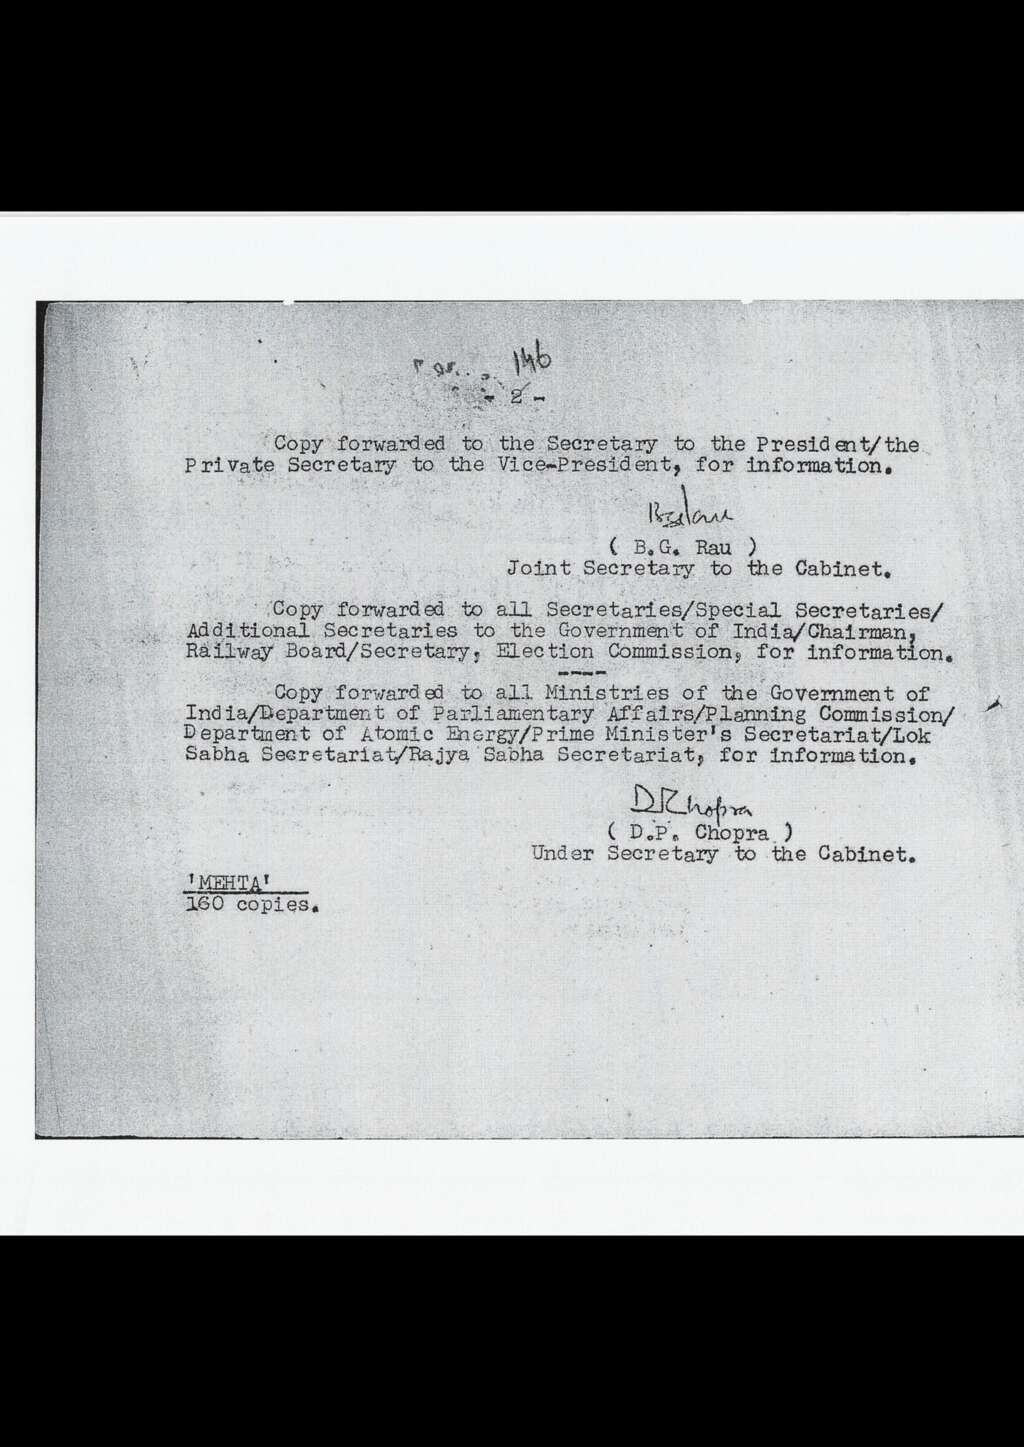 146
- 2 -
Copy forwarded to the Secretary to the President/the
Private Secretary to the Vice-President, for information.
( B.G. Rau )
Joint Secretary to the Cabinet.
Copy forwarded to all Secretaries/Special Secretaries/
Additional Secretaries to the Government of India/Chairman,
Railway Board/Secretary, Election Commission, for information.
----
Copy forwarded to all Ministries of the Government of
India/Department of Parliamentary Affairs/Planning Commission/
Department of Atomic Energy/Prime Minister's Secretariat/Lok
Sabha Secretariat/Rajya Sabha Secretariat, for information.
DPChopra
( D.P. Chopra )
Under Secretary to the Cabinet.
'MEHTA'
160 copies.